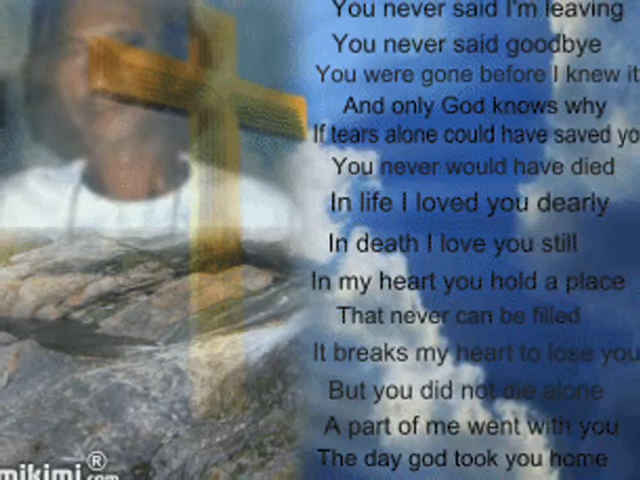 You never said I'm leaving
You never said goodbye
You were gone before I knew it
And only God knows why
If tears alone could have saved yo
You never would have died
In life I loved you dearly
In death I love you still
In my heart you hold a place
That never can be filled
It breaks my heart to lose you
But you did not die alone
A part of me went with you
The day god took you home
mikimi®.com